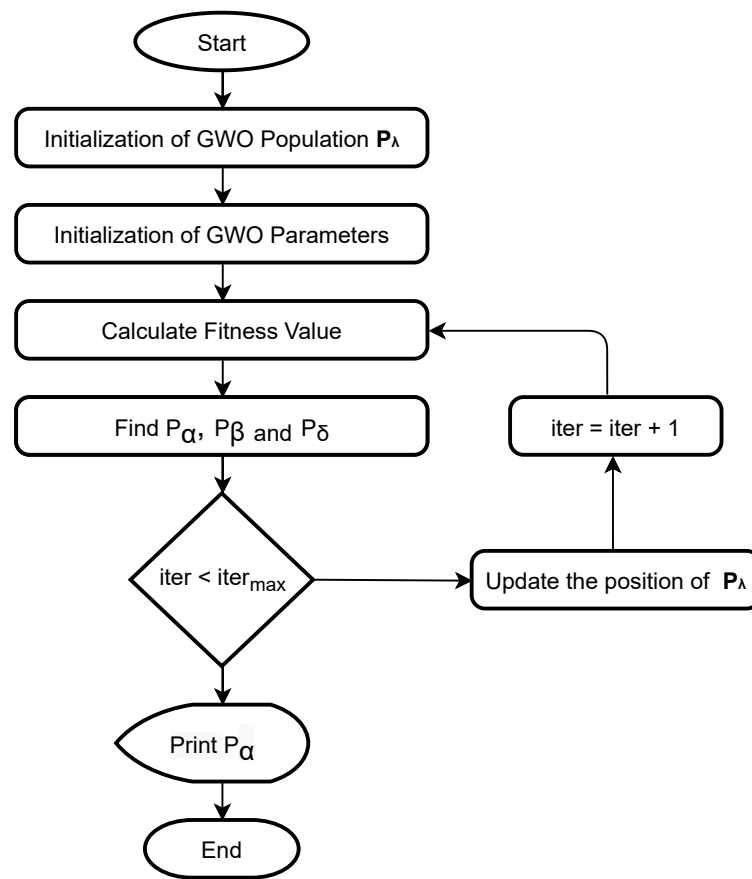 Start
Initialization of GWO Population Pλ
Initialization of GWO Parameters
Calculate Fitness Value
Find Pα, Pβ and Pδ
iter = iter + 1
iter < itermax
Update the position of Pλ
Print Pα
End